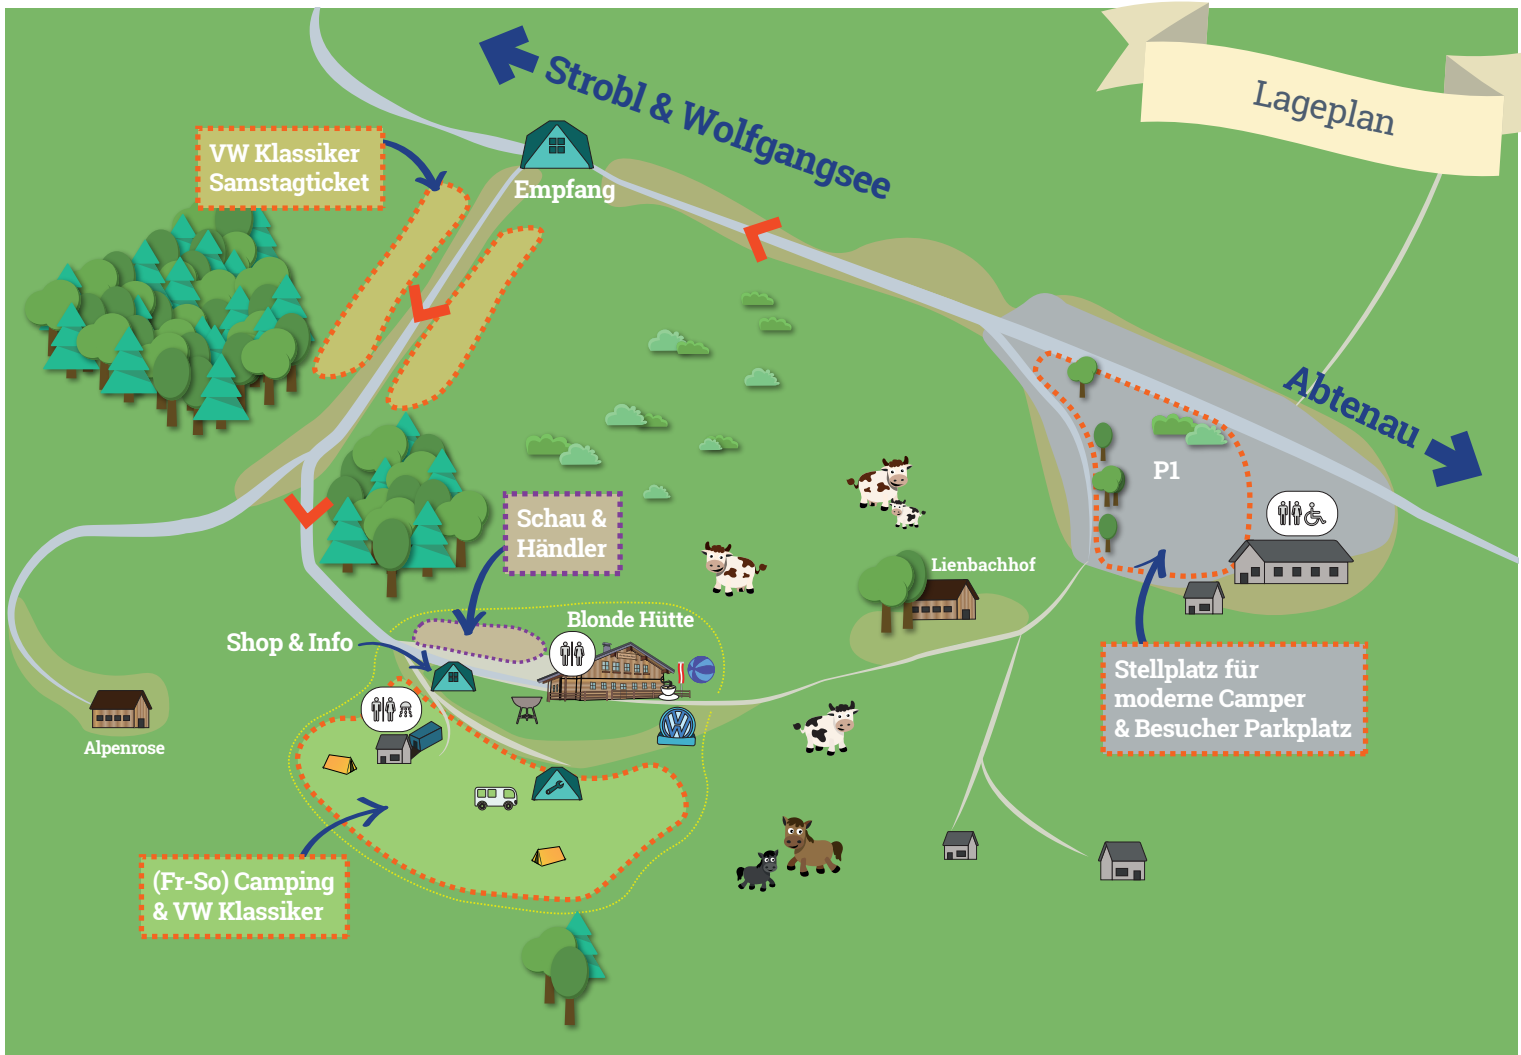 Lageplan
Strobl & Wolfgangsee
VW Klassiker
Samstagticket
Empfang
Abtenau
P1
Schau &
Händler
Lienbachhof
Blonde Hütte
Shop & Info
Stellplatz für
moderne Camper
& Besucher Parkplatz
Alpenrose
(Fr-So) Camping
& VW Klassiker